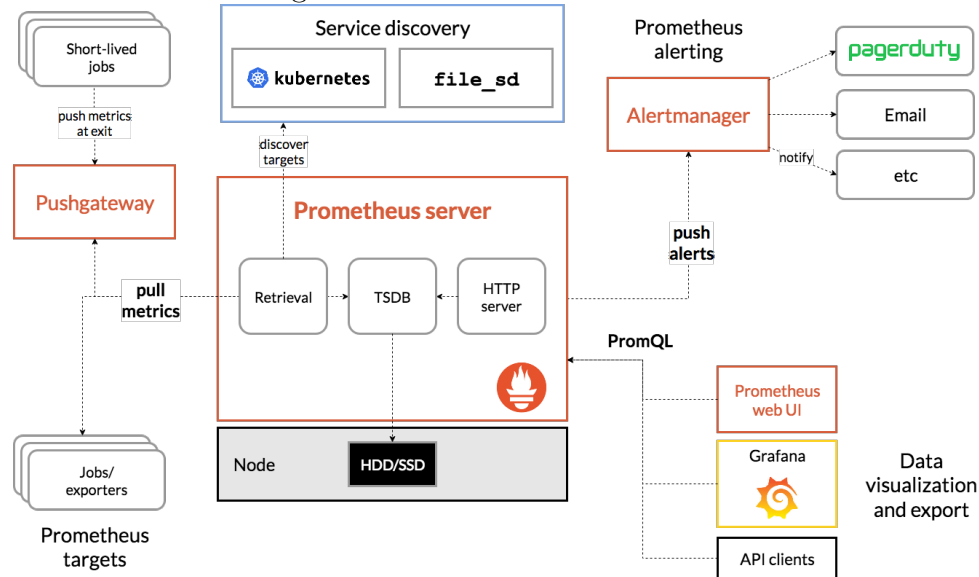 Short-lived
jobs
push metrics
at exit
Pushgateway
Service discovery
kubernetes
file_sd
discover
targets
Prometheus
alerting
Alertmanager
pagerduty
Email
notify
etc
Prometheus server
Retrieval
TSDB
HTTP
server
pull
metrics
push
alerts
PromQL
Node
HDD/SSD
Jobs/
exporters
Prometheus
targets
Prometheus
web UI
Grafana
API clients
Data
visualization
and export